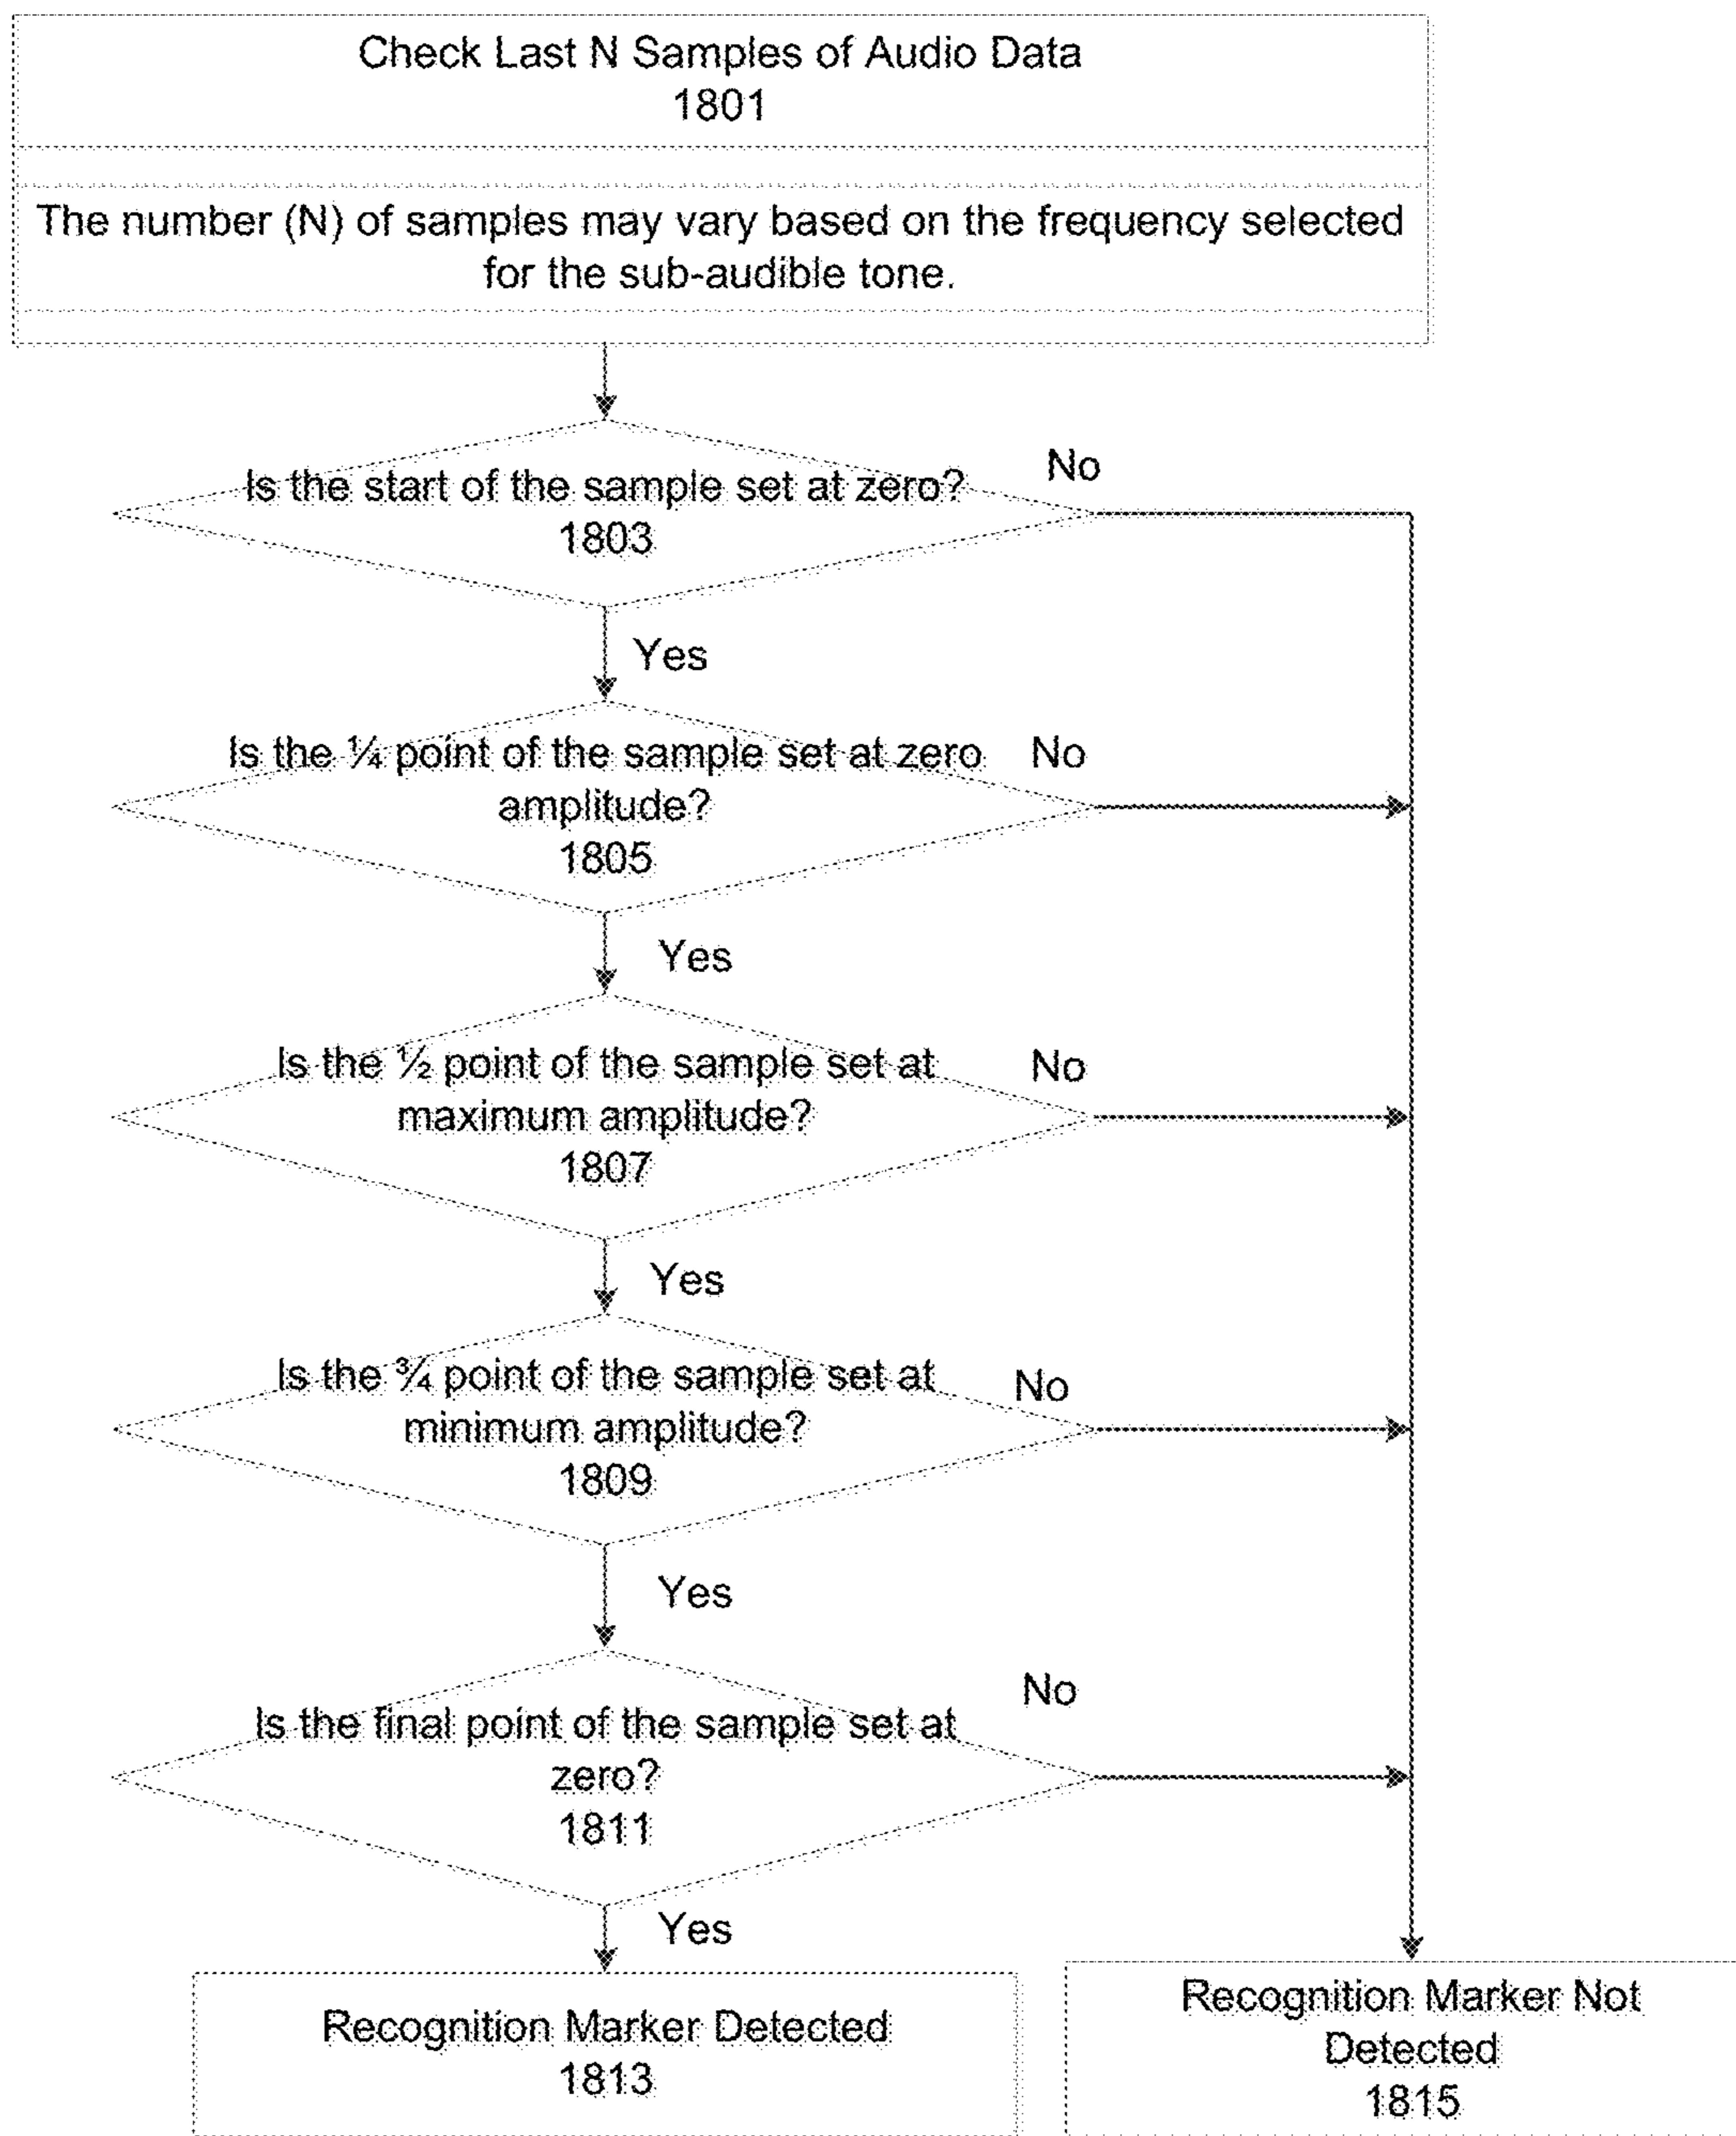 Check Last N Samples of Audio Data
1801
The number (N) of samples may vary based on the frequency selected
for the sub-audible tone.
Is the start of the sample set at zero?
1803
No
Yes
Is the ¼ point of the sample set at zero
amplitude?
1805
No
Yes
Is the ½ point of the sample set at
maximum amplitude?
1807
No
Yes
Is the ¾ point of the sample set at
minimum amplitude?
1809
No
Yes
Is the final point of the sample set at
zero?
1811
No
Yes
Recognition Marker Detected
1813
Recognition Marker Not
Detected
1815